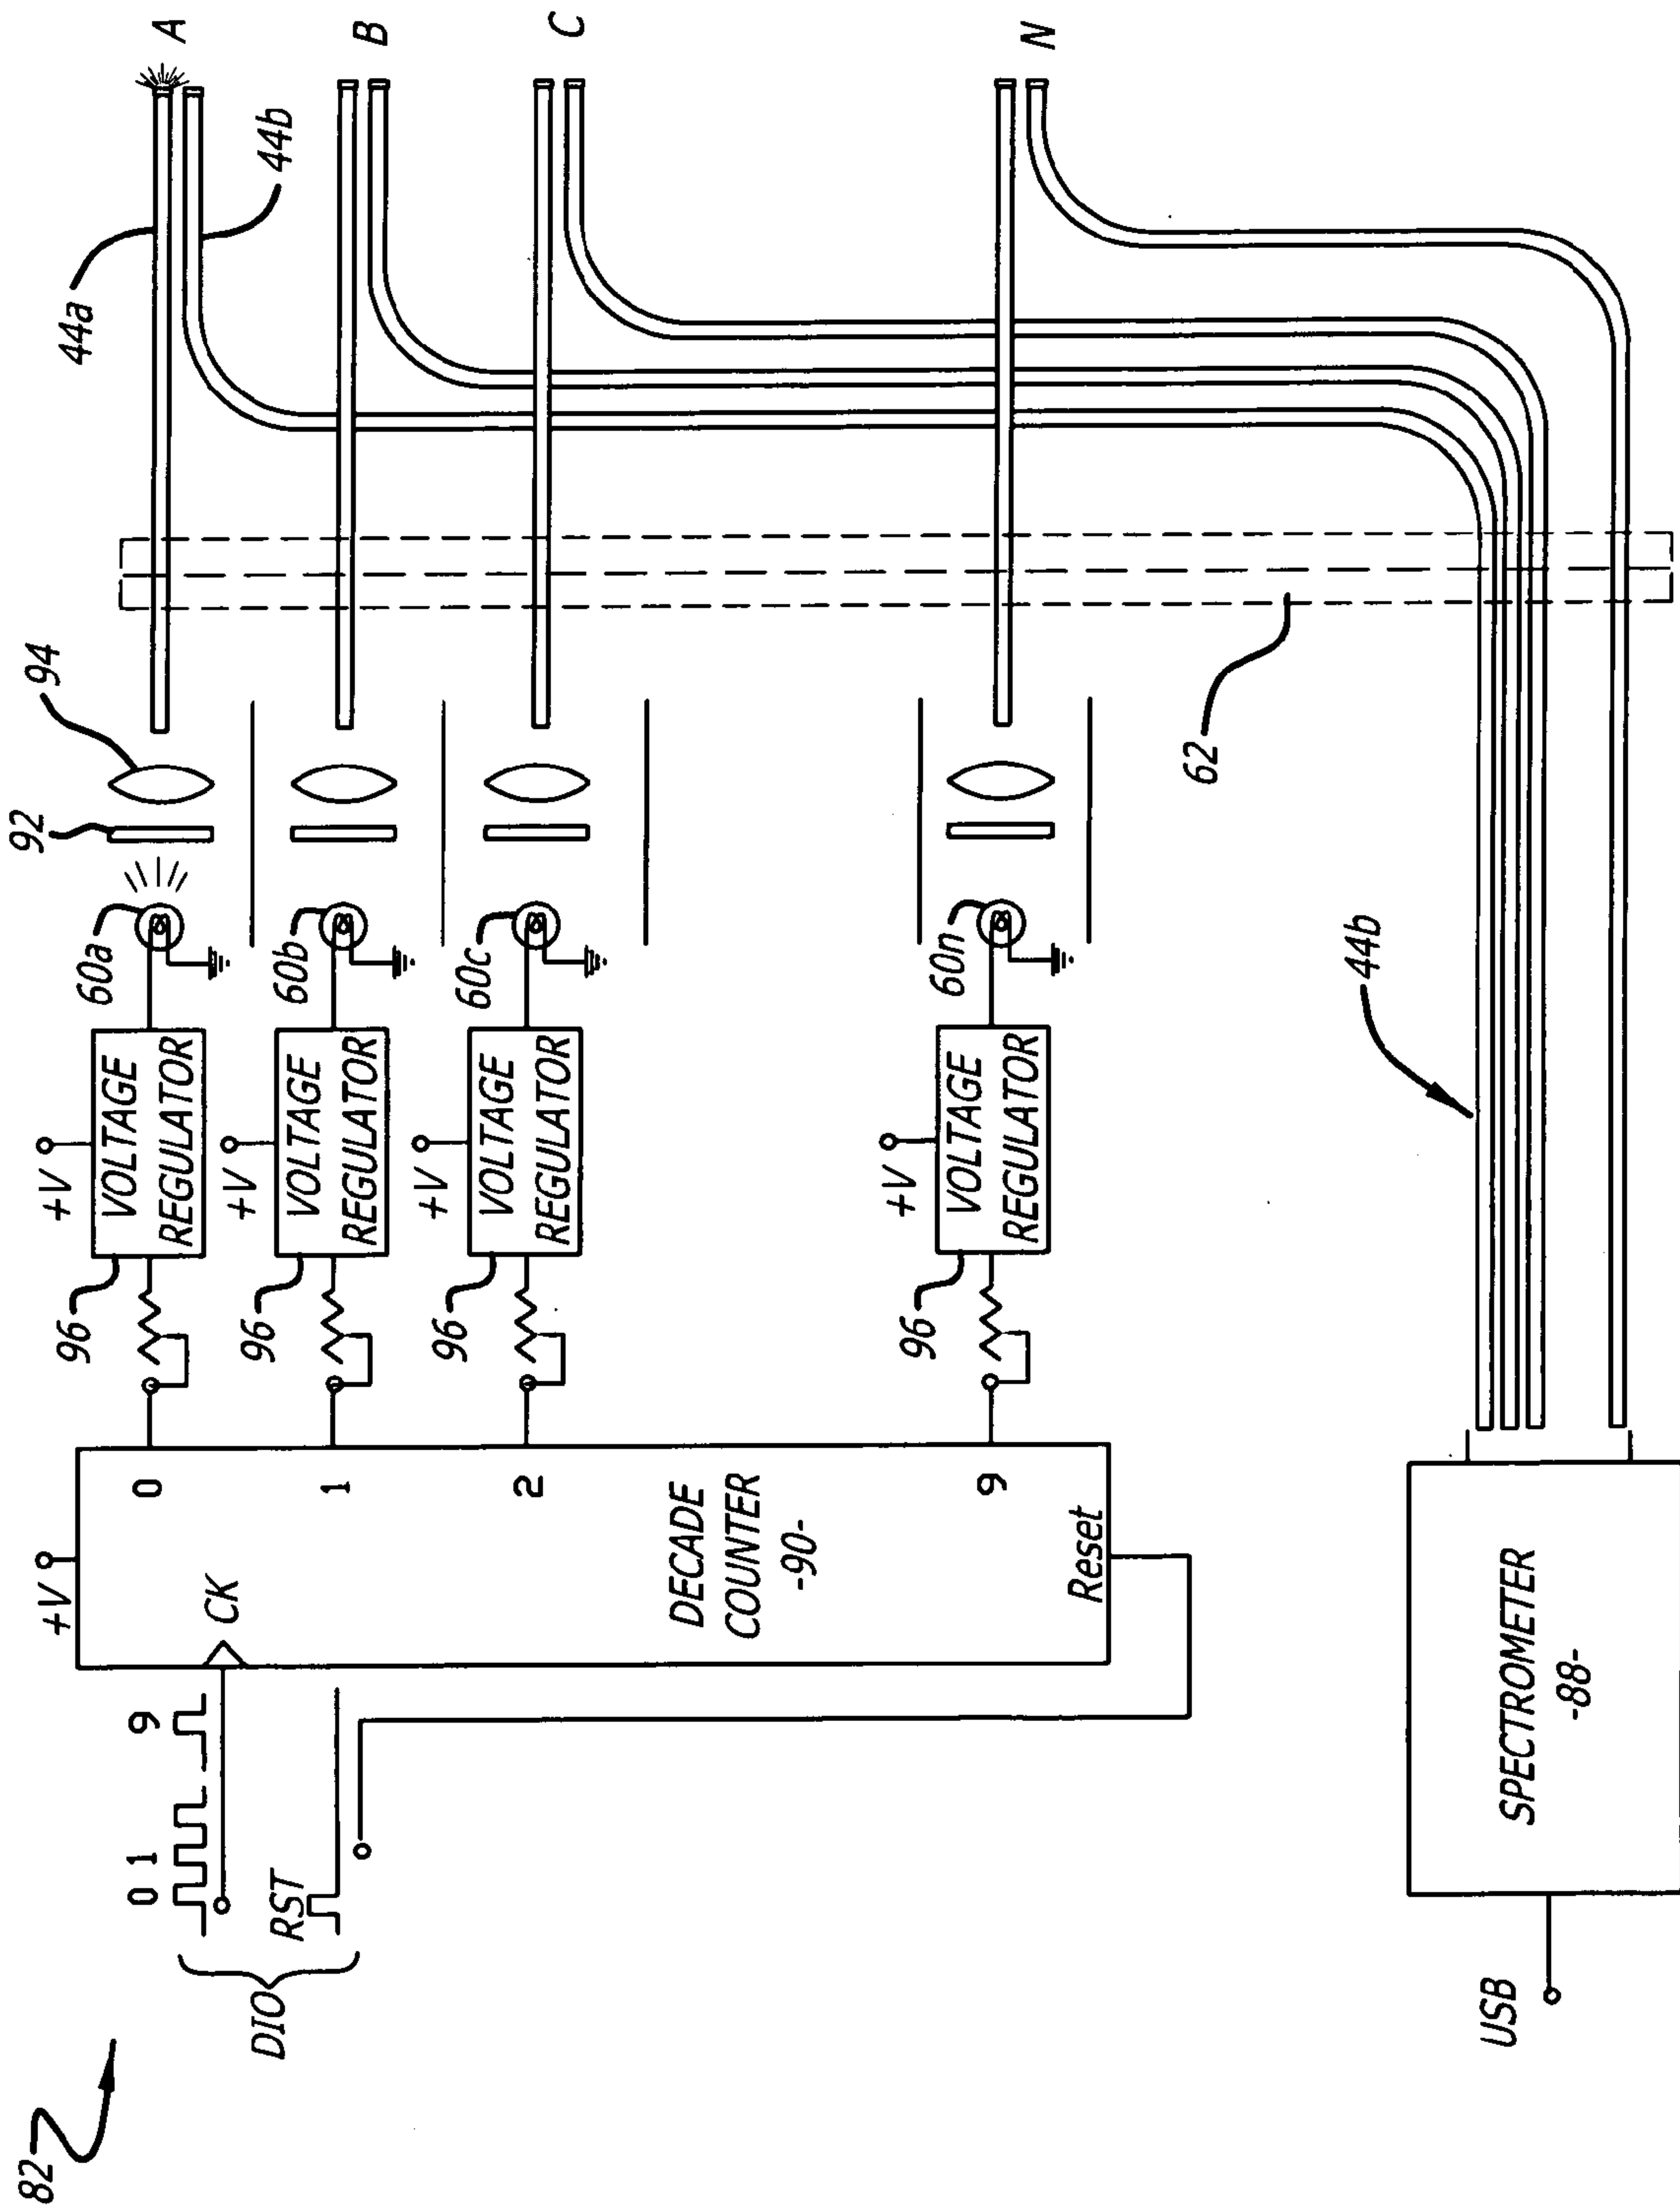 82
DIO
0 1 9
RST
+V
CK
DECADE
COUNTER
-90-
Reset
0
1
2
9
96
+V
VOLTAGE
REGULATOR
60a
92
94
44a
44b
A
96
+V
VOLTAGE
REGULATOR
60b
B
96
+V
VOLTAGE
REGULATOR
60c
C
96
+V
VOLTAGE
REGULATOR
60n
N
62
44b
USB
SPECTROMETER
-88-